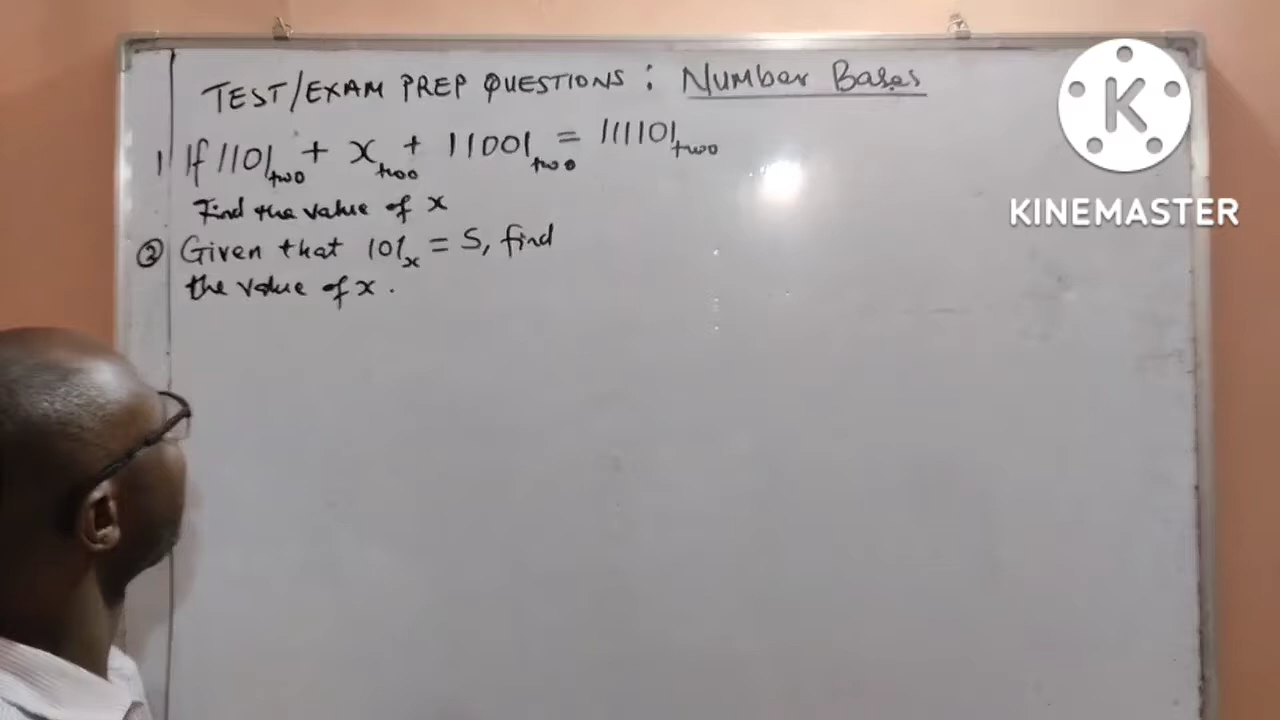 TEST/EXAM PREP QUESTIONS : Number Bases
1 If 1101two + xtwo + 11001two = 111101two
Find the value of x
② Given that 101x = 5, find
the value of x .
K
KINEMASTER